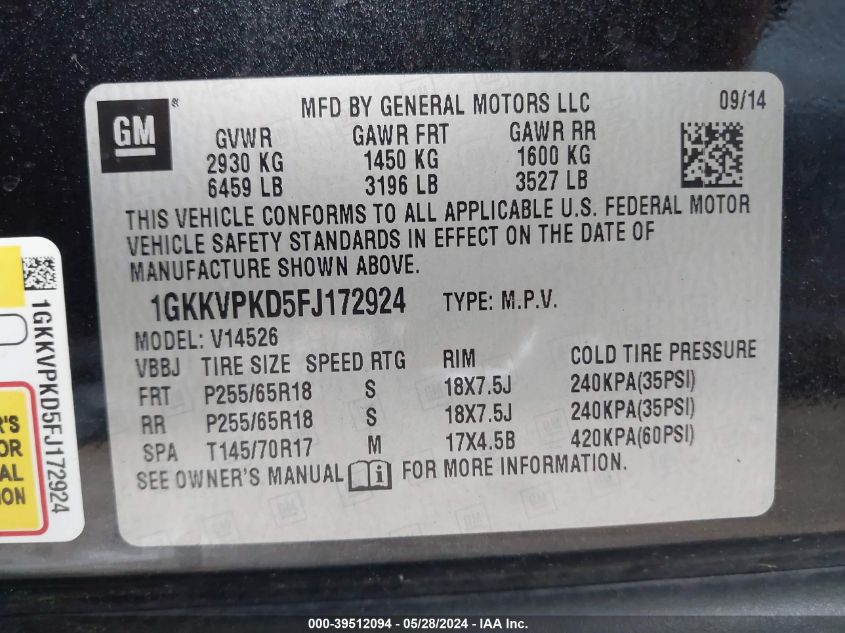 GM
®
MFD BY GENERAL MOTORS LLC 09/14
GVWR GAWR FRT GAWR RR
2930 KG 1450 KG 1600 KG
6459 LB 3196 LB 3527 LB
THIS VEHICLE CONFORMS TO ALL APPLICABLE U.S. FEDERAL MOTOR
VEHICLE SAFETY STANDARDS IN EFFECT ON THE DATE OF
MANUFACTURE SHOWN ABOVE.
1GKKVPKD5FJ172924 TYPE: M.P.V.
MODEL: V14526
VBBJ TIRE SIZE SPEED RTG RIM COLD TIRE PRESSURE
FRT P255/65R18 S 18X7.5J 240KPA(35PSI)
RR P255/65R18 S 18X7.5J 240KPA(35PSI)
SPA T145/70R17 M 17X4.5B 420KPA(60PSI)
SEE OWNER'S MANUAL i FOR MORE INFORMATION.
1GKKVPKD5FJ172924
R'S
OR
AL
ION
000-39512094 / 05/28/2024 - IAA Inc.